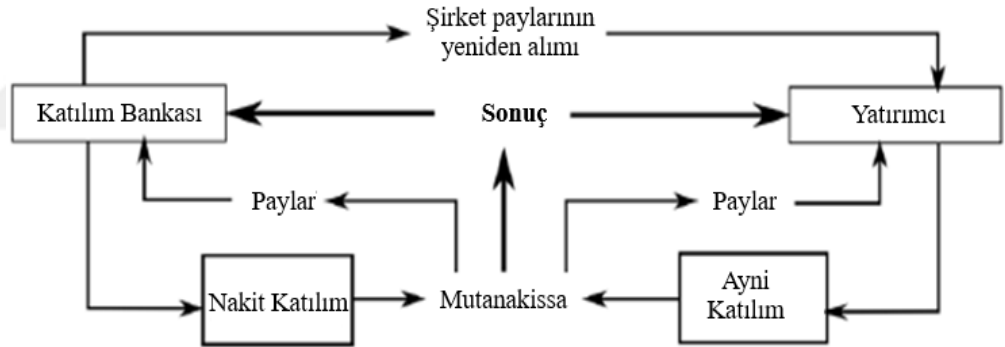 Şirket paylarının
yeniden alımı
Katılım Bankası
Sonuç
Yatırımcı
Paylar
Paylar
Nakit Katılım
Mutanakissa
Ayni
Katılım